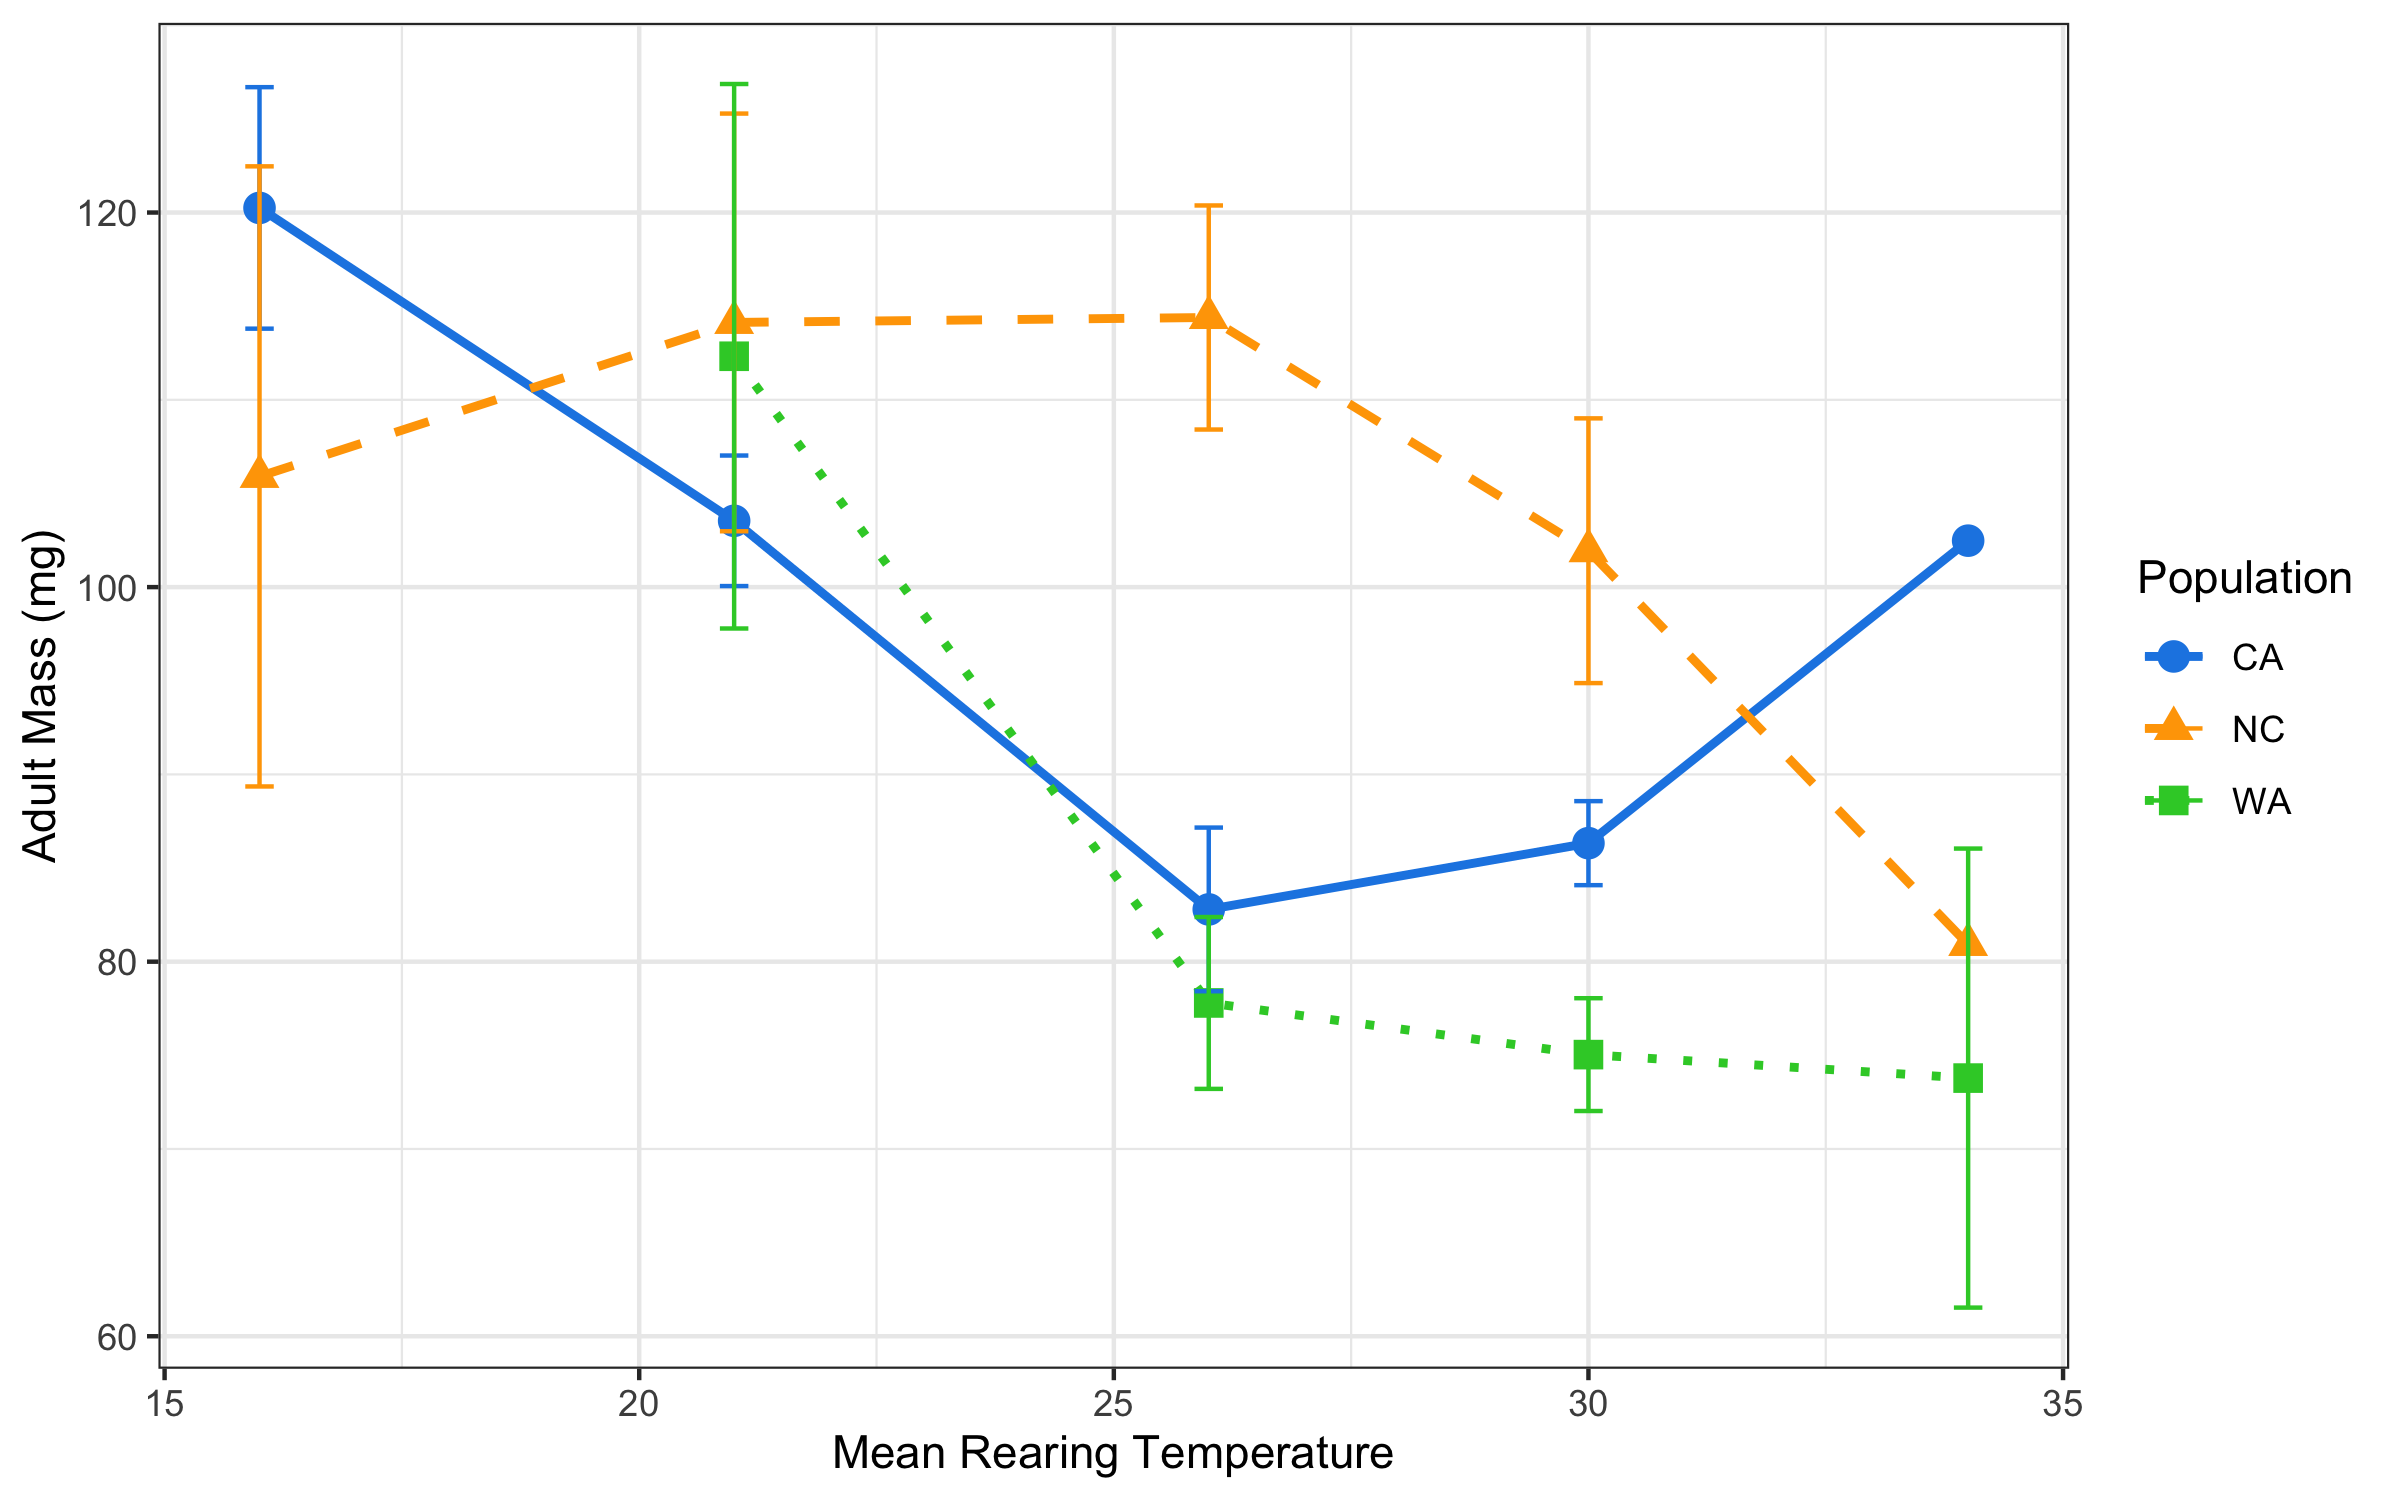 120
100
80
60
15 20 25 30 35
Mean Rearing Temperature
Adult Mass (mg)
Population
CA
NC
WA